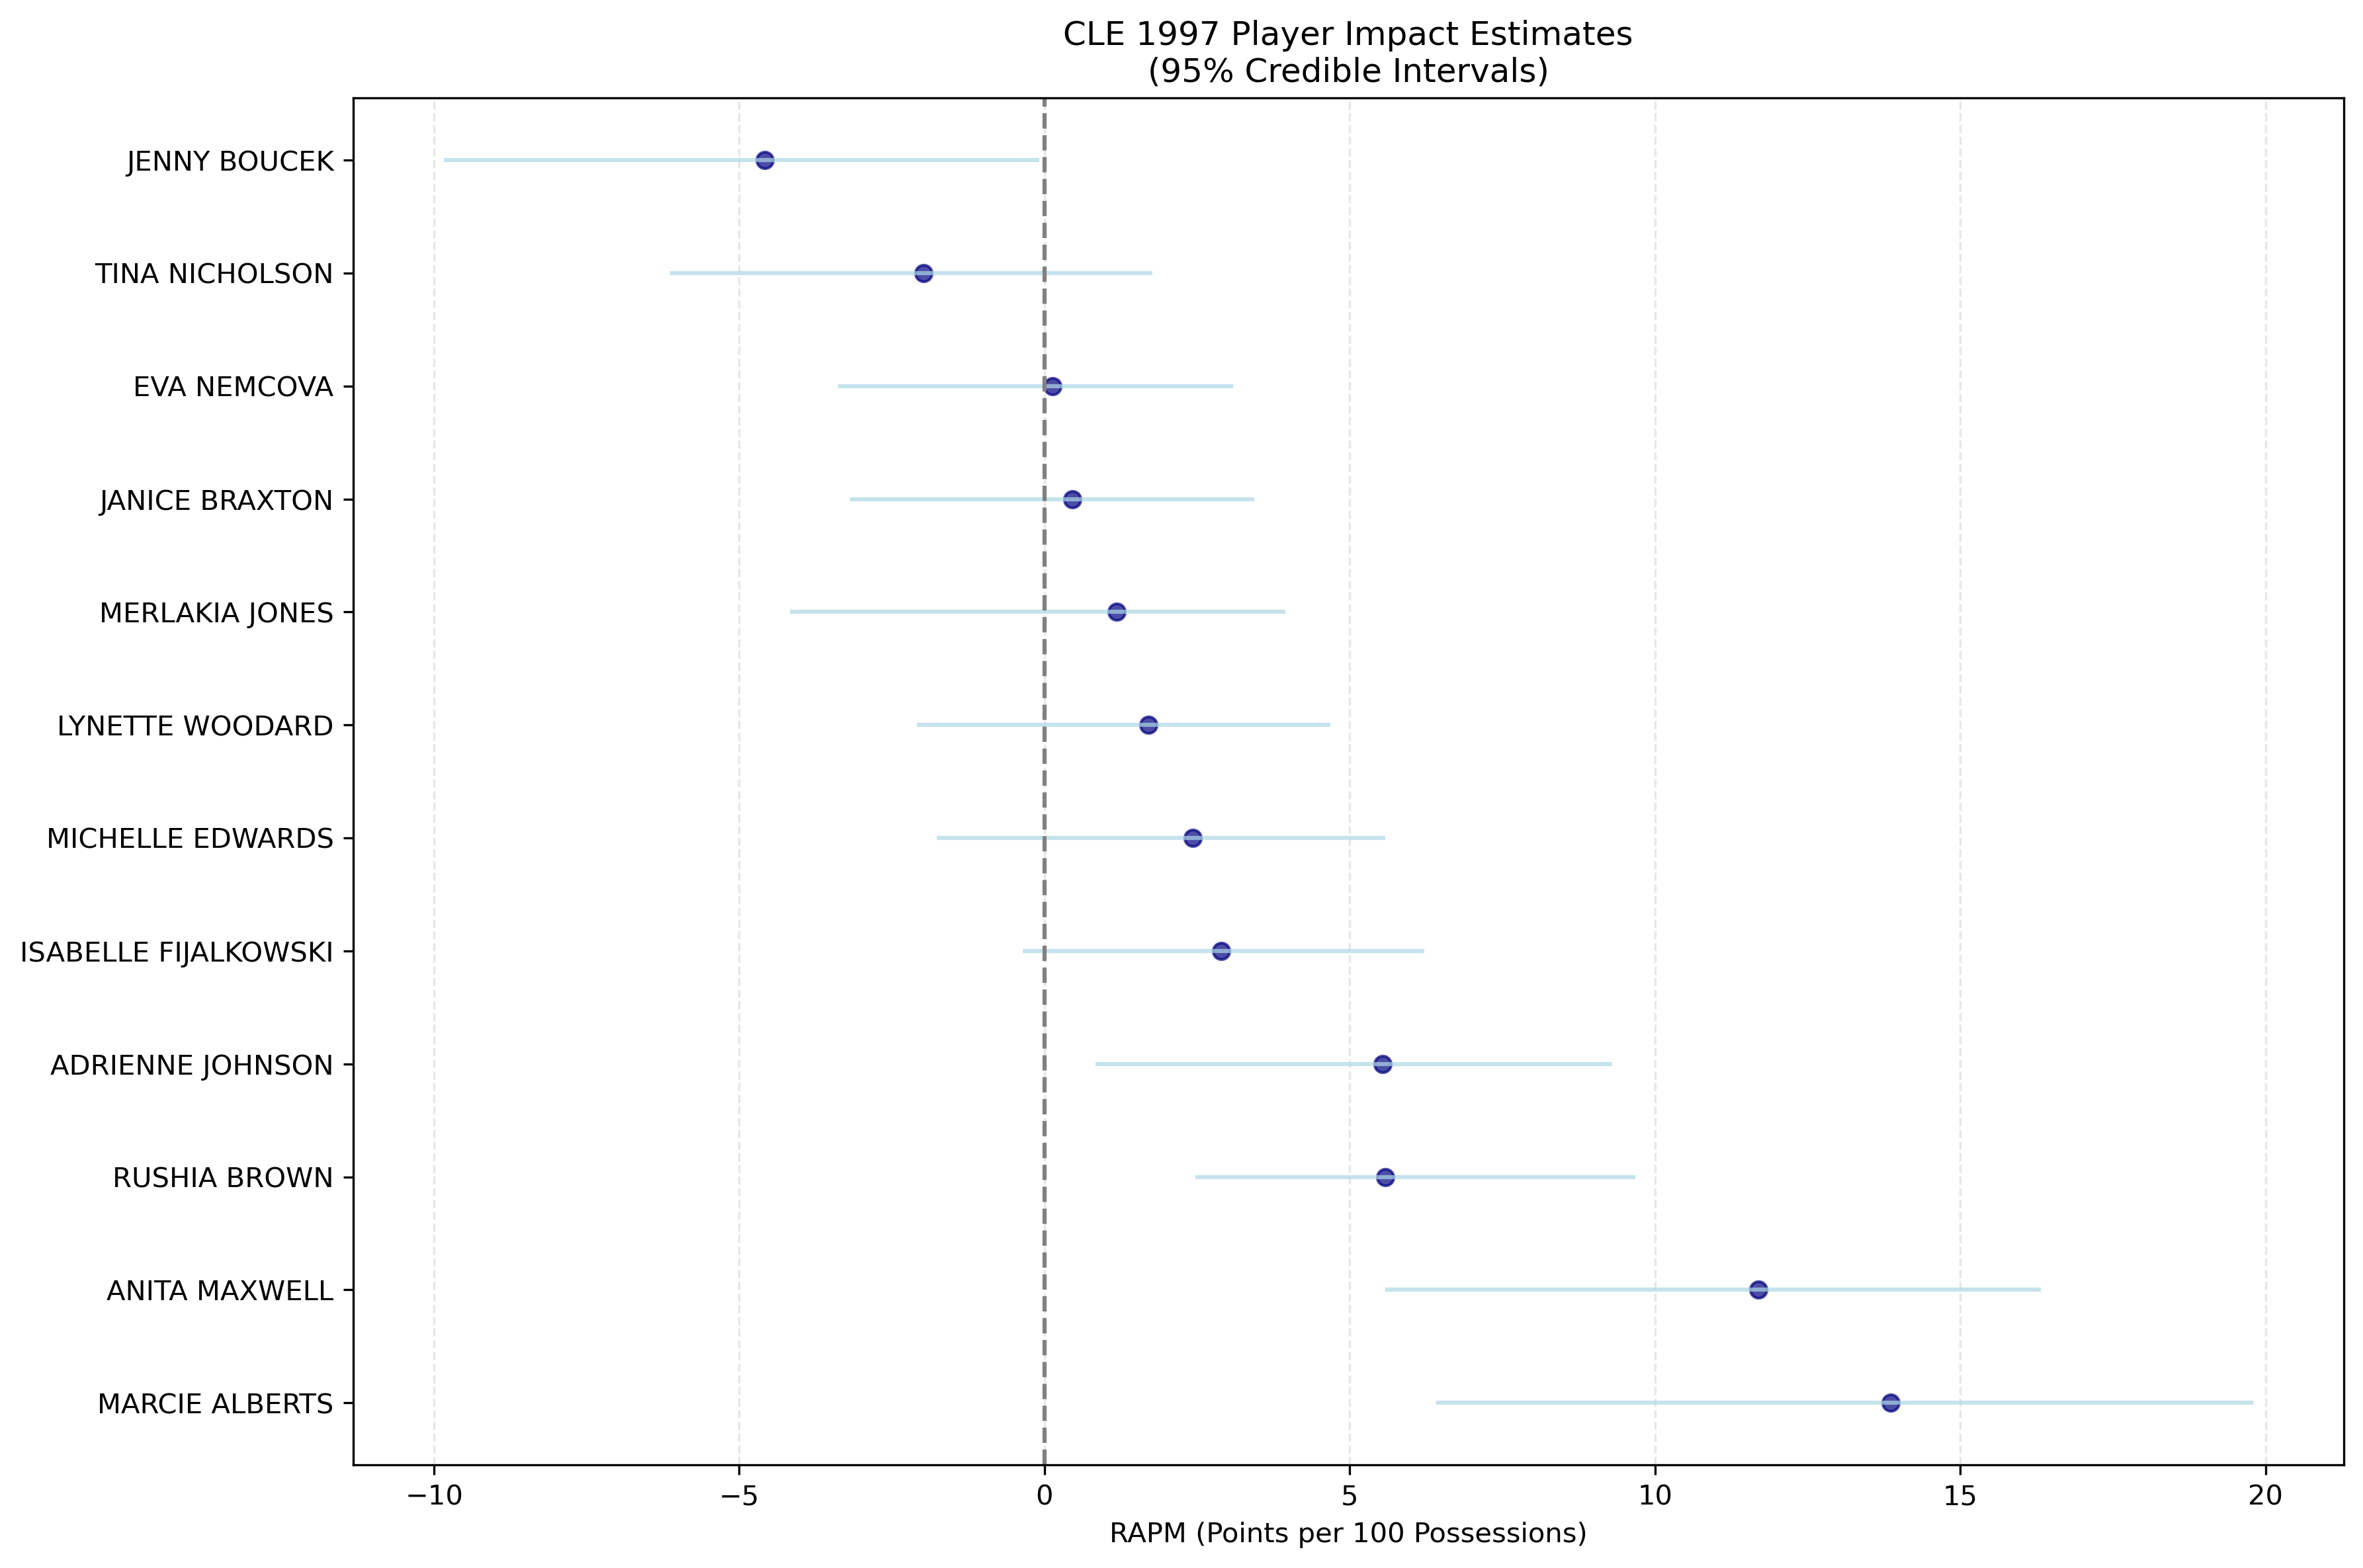 CLE 1997 Player Impact Estimates
(95% Credible Intervals)
JENNY BOUCEK
TINA NICHOLSON
EVA NEMCOVA
JANICE BRAXTON
MERLAKIA JONES
LYNETTE WOODARD
MICHELLE EDWARDS
ISABELLE FIJALKOWSKI
ADRIENNE JOHNSON
RUSHIA BROWN
ANITA MAXWELL
MARCIE ALBERTS
−10 −5 0 5 10 15 20
RAPM (Points per 100 Possessions)